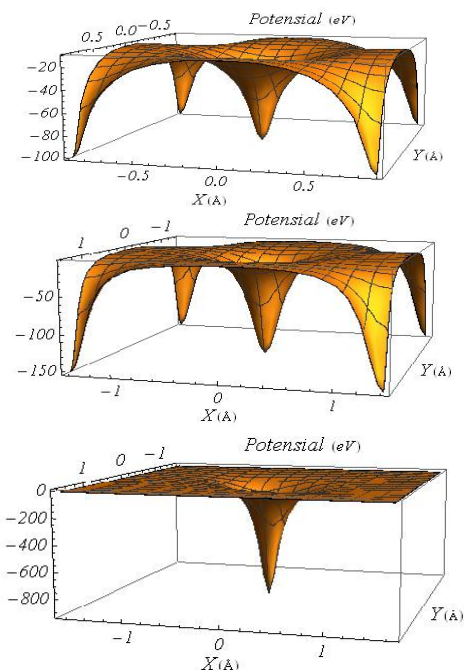 Potensial (eV)
0.5 0.0 -0.5
-20
-40
-60
-80
-100
-0.5 0.0 0.5
X(Å)
Y(Å)
Potensial (eV)
1 0 -1
-50
-100
-150
-1 0 1
X(Å)
Y(Å)
Potensial (eV)
1 0 -1
0
-200
-400
-600
-800
-1 0 1
X(Å)
Y(Å)